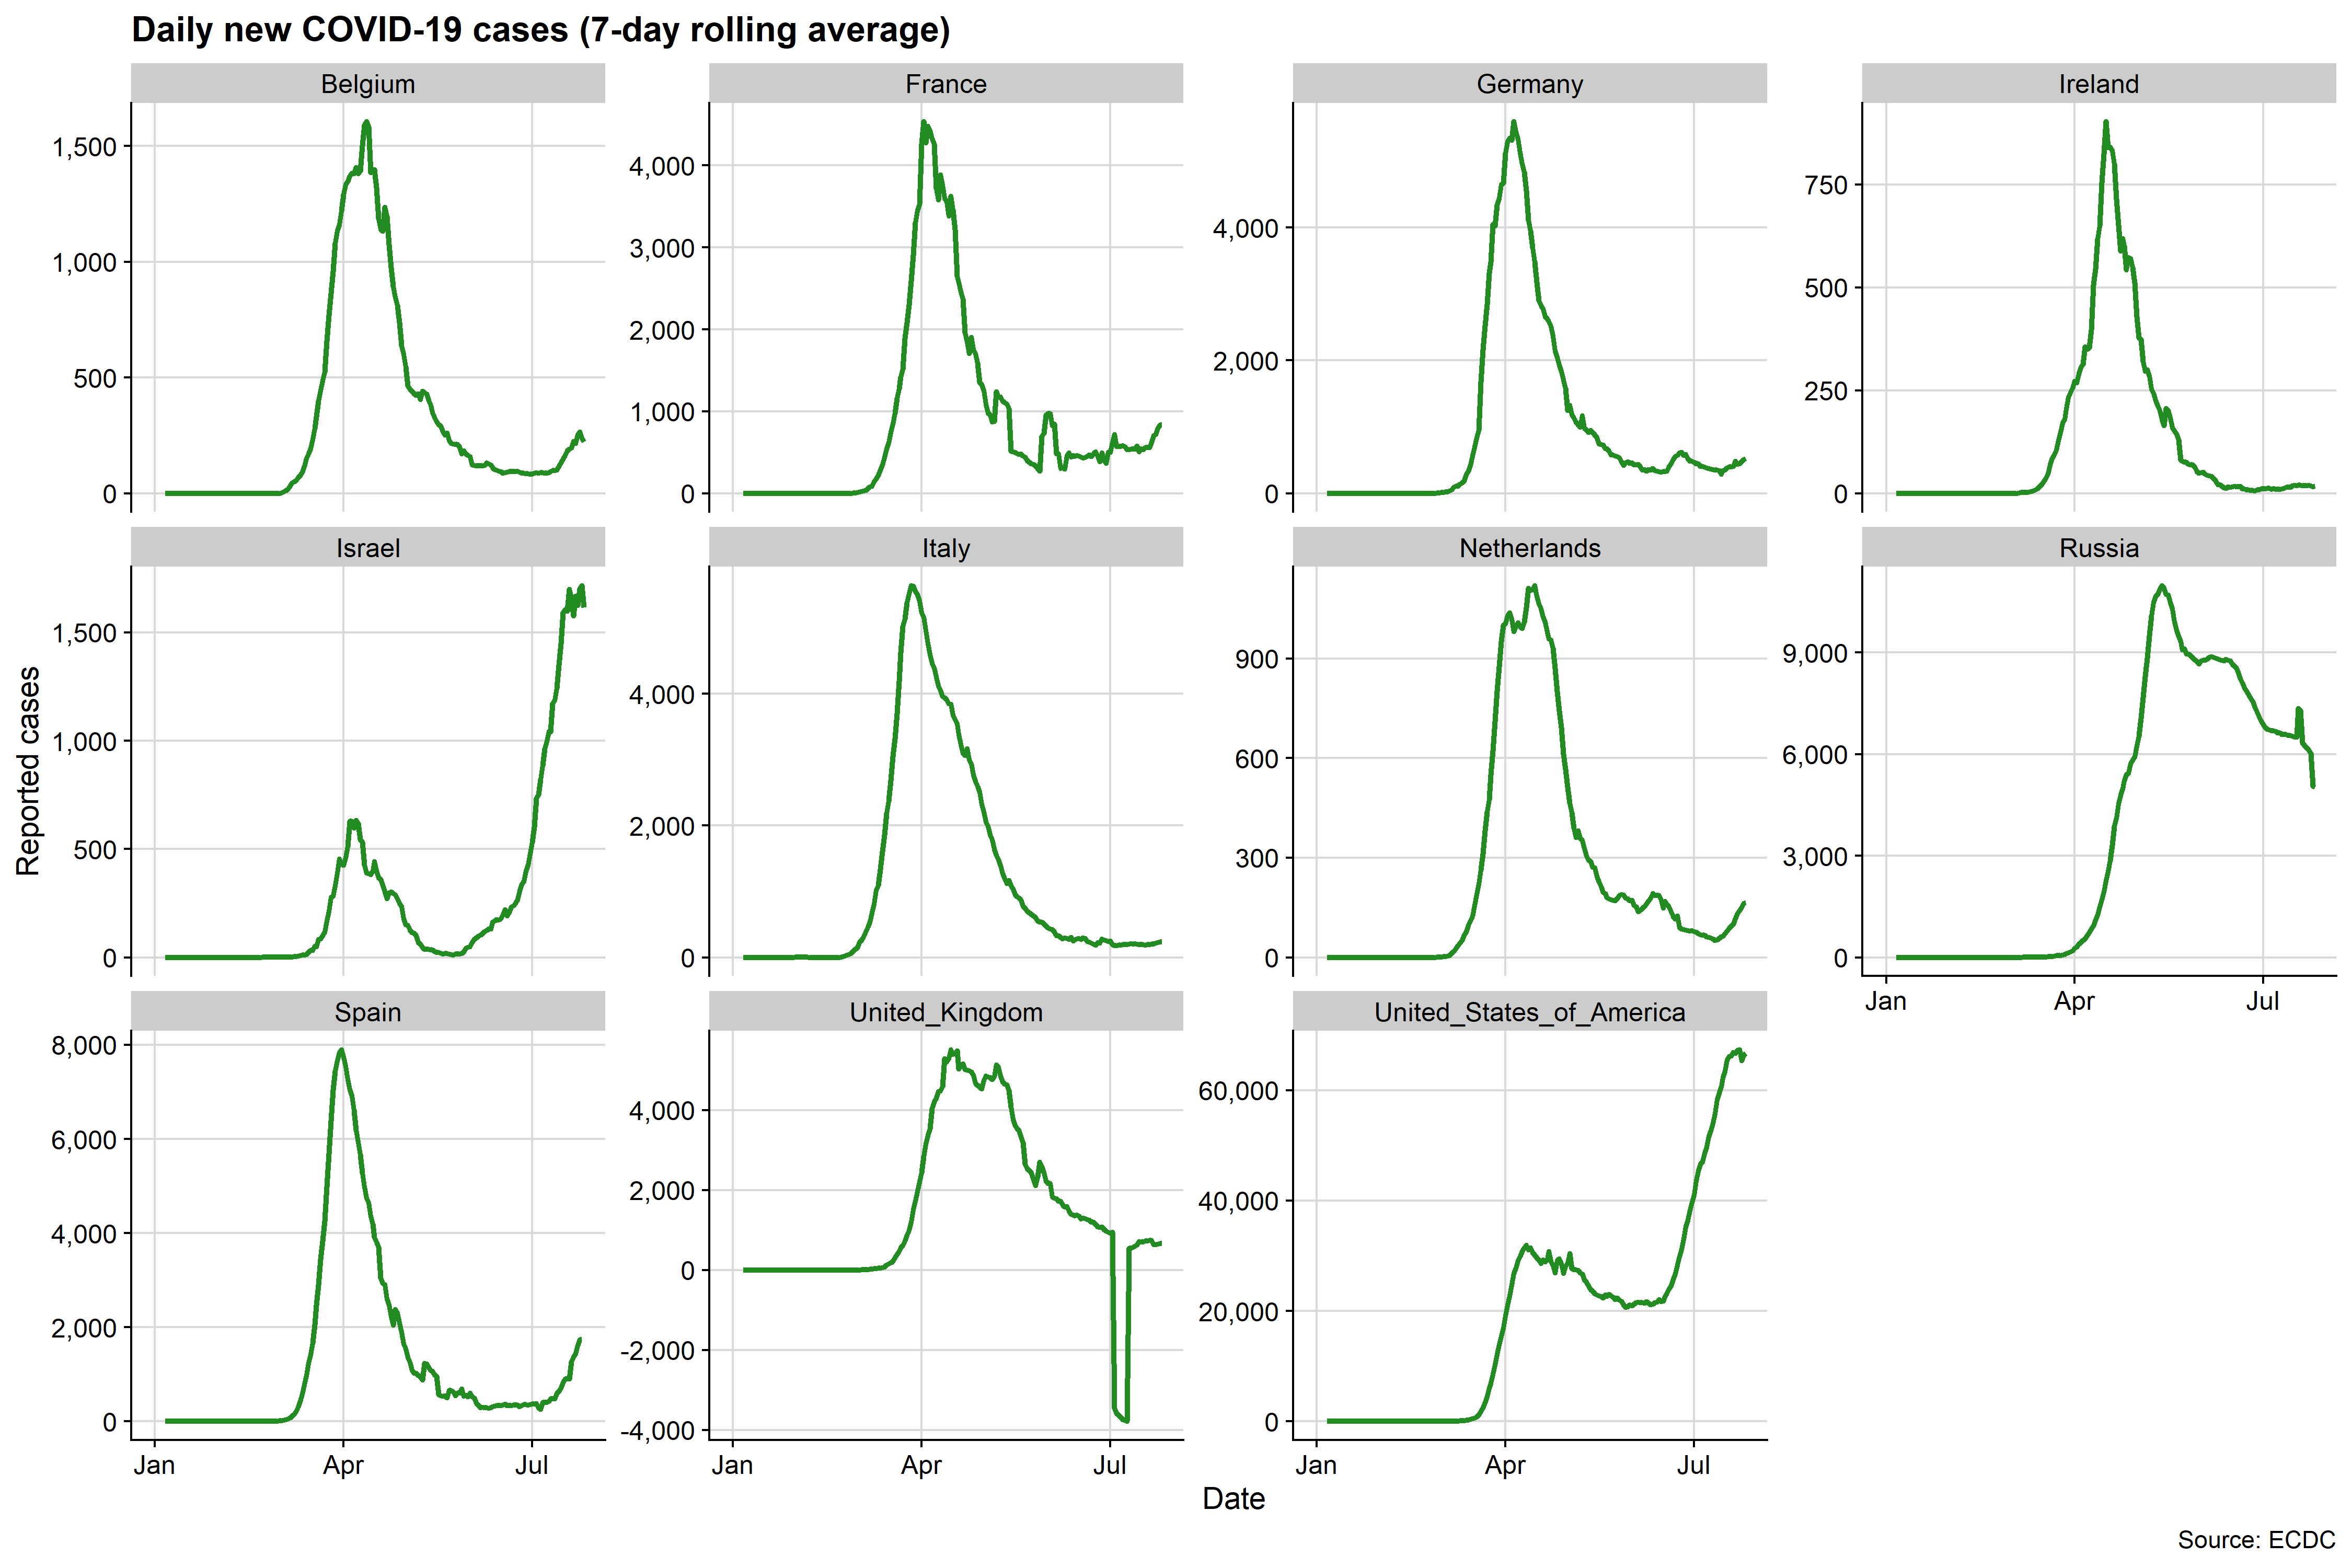 Daily new COVID-19 cases (7-day rolling average)
Belgium
France
Germany
Ireland
1,500
1,000
500
0
4,000
3,000
2,000
1,000
0
4,000
2,000
0
750
500
250
0
Israel
Italy
Netherlands
Russia
Reported cases
1,500
1,000
500
0
4,000
2,000
0
900
600
300
0
9,000
6,000
3,000
0
Jan Apr Jul
Spain
United_Kingdom
United_States_of_America
8,000
6,000
4,000
2,000
0
4,000
2,000
0
-2,000
-4,000
60,000
40,000
20,000
0
Jan Apr Jul
Jan Apr Jul
Jan Apr Jul
Date
Source: ECDC